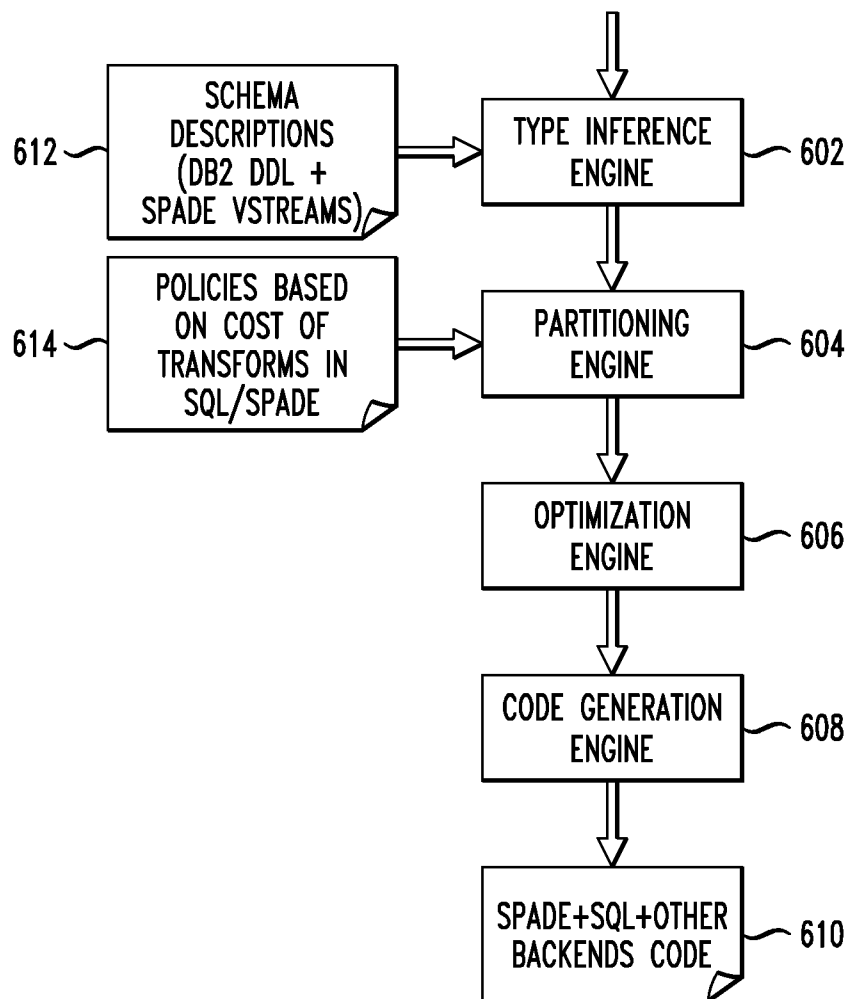 SCHEMA
DESCRIPTIONS
(DB2 DDL +
SPADE VSTREAMS)
612
TYPE INFERENCE
ENGINE
602
POLICIES BASED
ON COST OF
TRANSFORMS IN
SQL/SPADE
614
PARTITIONING
ENGINE
604
OPTIMIZATION
ENGINE
606
CODE GENERATION
ENGINE
608
SPADE+SQL+OTHER
BACKENDS CODE
610